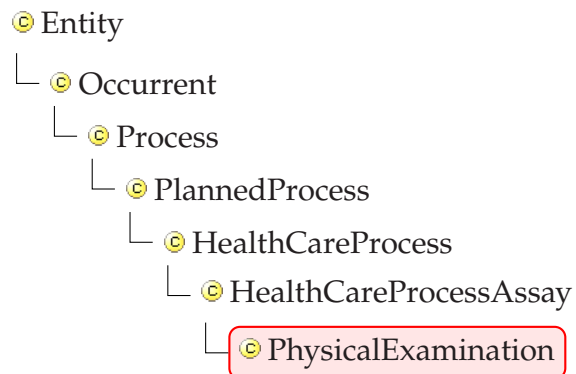 Entity
Occurrent
Process
PlannedProcess
HealthCareProcess
HealthCareProcessAssay
PhysicalExamination